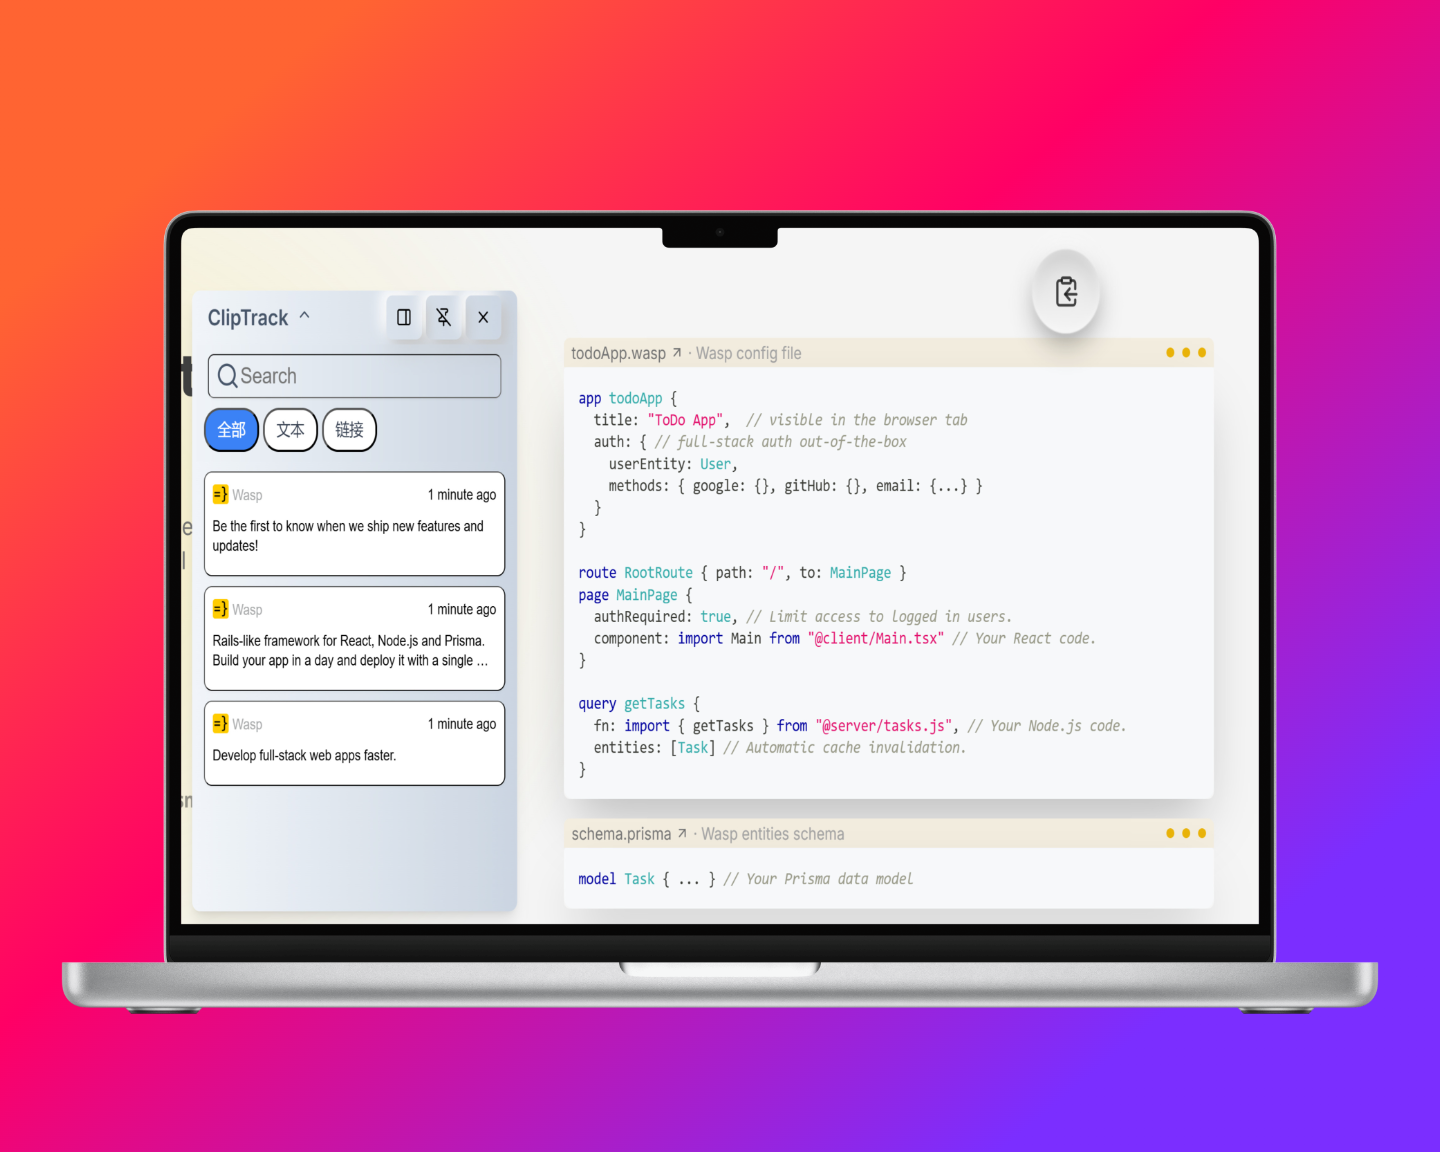 ClipTrack
Search
全部 文本 链接
=} Wasp 1 minute ago
Be the first to know when we ship new features and
updates!
=} Wasp 1 minute ago
Rails-like framework for React, Node.js and Prisma.
Build your app in a day and deploy it with a single ...
=} Wasp 1 minute ago
Develop full-stack web apps faster.
t
e
l
sn
todoApp.wasp ↗ · Wasp config file
app todoApp {
  title: "ToDo App",  // visible in the browser tab
  auth: { // full-stack auth out-of-the-box
    userEntity: User,
    methods: { google: {}, gitHub: {}, email: {...} }
  }
}
route RootRoute { path: "/", to: MainPage }
page MainPage {
  authRequired: true, // Limit access to logged in users.
  component: import Main from "@client/Main.tsx" // Your React code.
}
query getTasks {
  fn: import { getTasks } from "@server/tasks.js", // Your Node.js code.
  entities: [Task] // Automatic cache invalidation.
}
schema.prisma ↗ · Wasp entities schema
model Task { ... } // Your Prisma data model